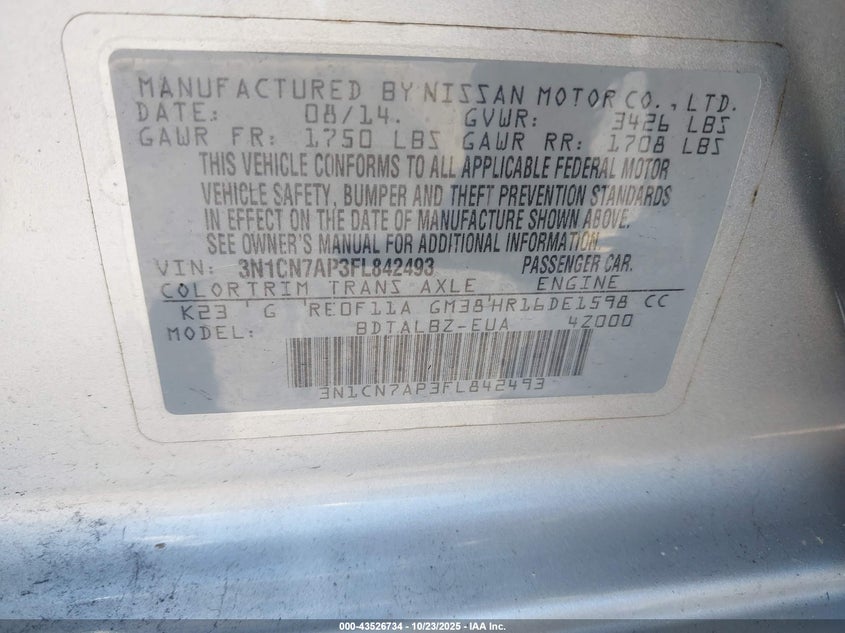 MANUFACTURED BY NISSAN MOTOR CO., LTD.
DATE: 08/14. GVWR: 3426 LBS
GAWR FR: 1750 LBS GAWR RR: 1708 LBS
THIS VEHICLE CONFORMS TO ALL APPLICABLE FEDERAL MOTOR
VEHICLE SAFETY, BUMPER AND THEFT PREVENTION STANDARDS
IN EFFECT ON THE DATE OF MANUFACTURE SHOWN ABOVE.
SEE OWNER'S MANUAL FOR ADDITIONAL INFORMATION.
VIN: 3N1CN7AP3FL842493 PASSENGER CAR.
COLOR TRIM TRANS AXLE ENGINE
K23 G RE0F11A GM38 HR16DE1598 CC
MODEL: BDTALBZ-EUA 4Z000
3N1CN7AP3FL842493
000-43526734 - 10/23/2025 - IAA Inc.